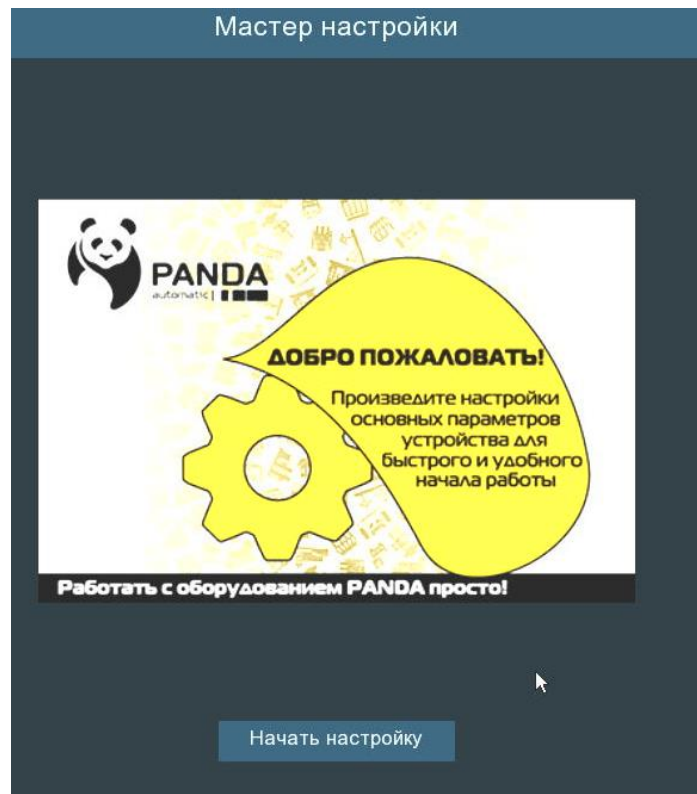 Мастер настройки
PANDA
automatic
ДОБРО ПОЖАЛОВАТЬ!
Произведите настройки
основных параметров
устройства для
быстрого и удобного
начала работы
Работать с оборудованием PANDA просто!
Начать настройку